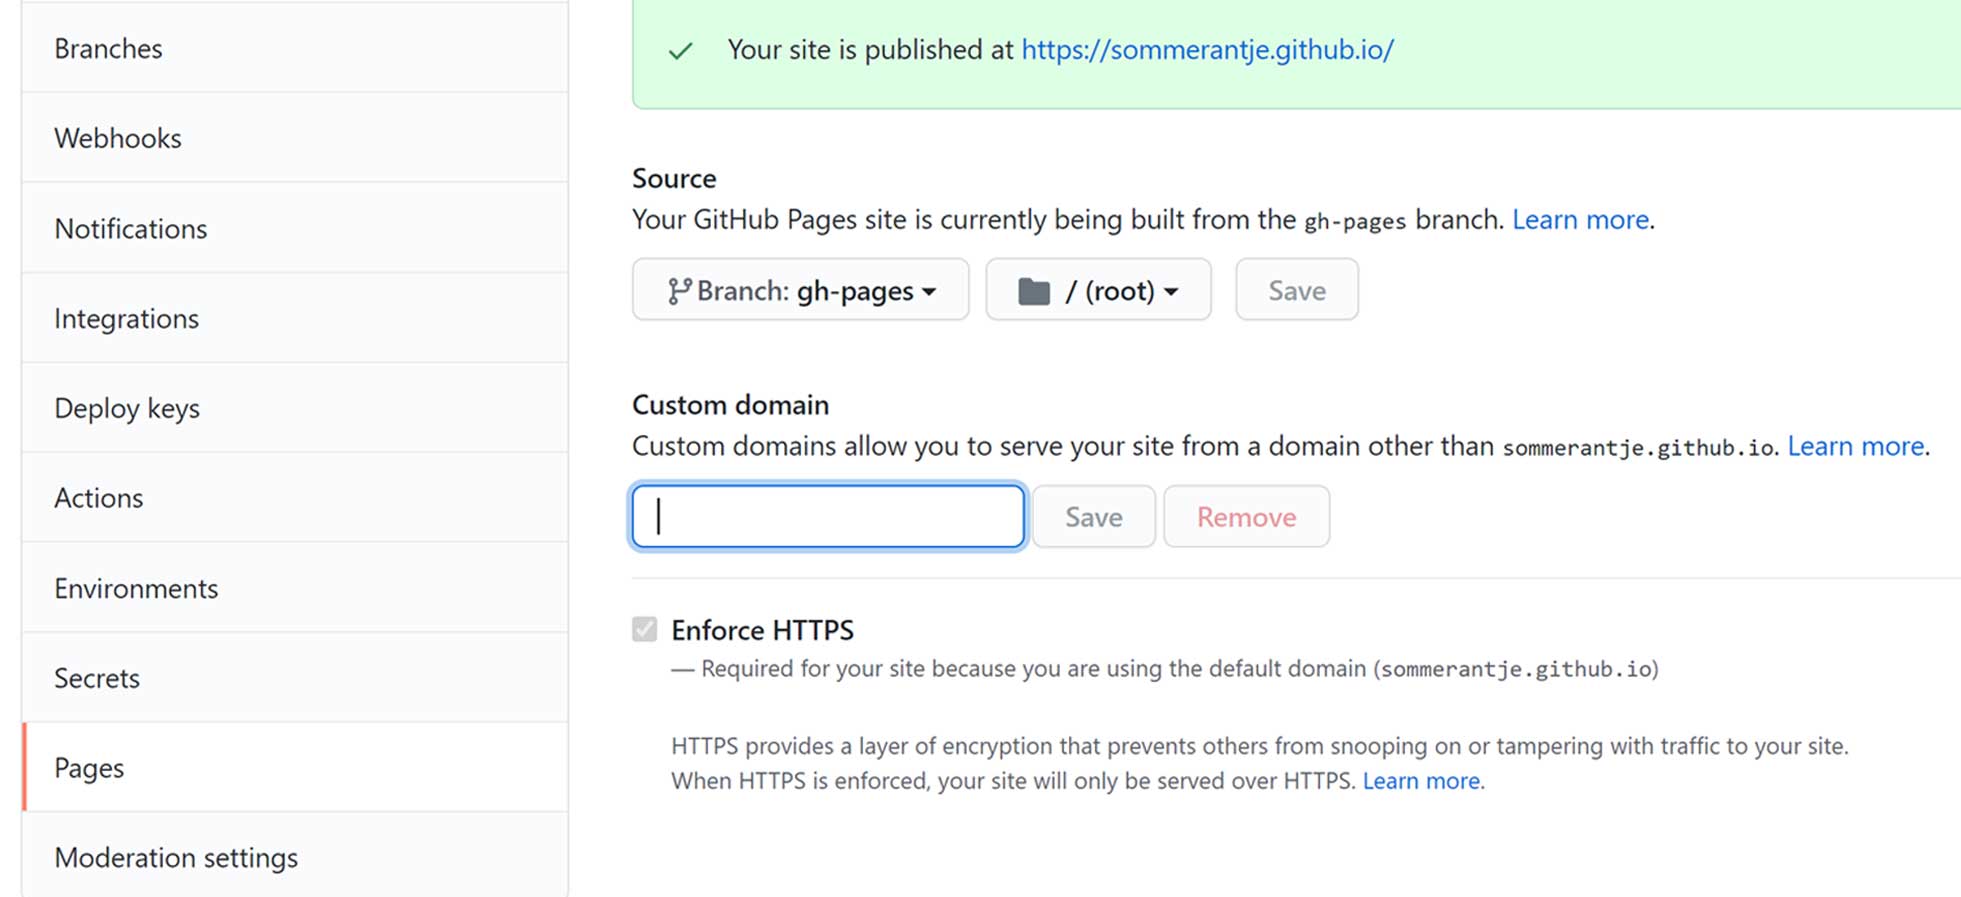 Branches
Webhooks
Notifications
Integrations
Deploy keys
Actions
Environments
Secrets
Pages
Moderation settings
Your site is published at https://sommerantje.github.io/
Source
Your GitHub Pages site is currently being built from the gh-pages branch. Learn more.
Branch: gh-pages / (root) Save
Custom domain
Custom domains allow you to serve your site from a domain other than sommerantje.github.io. Learn more.
Save Remove
Enforce HTTPS
— Required for your site because you are using the default domain (sommerantje.github.io)
HTTPS provides a layer of encryption that prevents others from snooping on or tampering with traffic to your site.
When HTTPS is enforced, your site will only be served over HTTPS. Learn more.